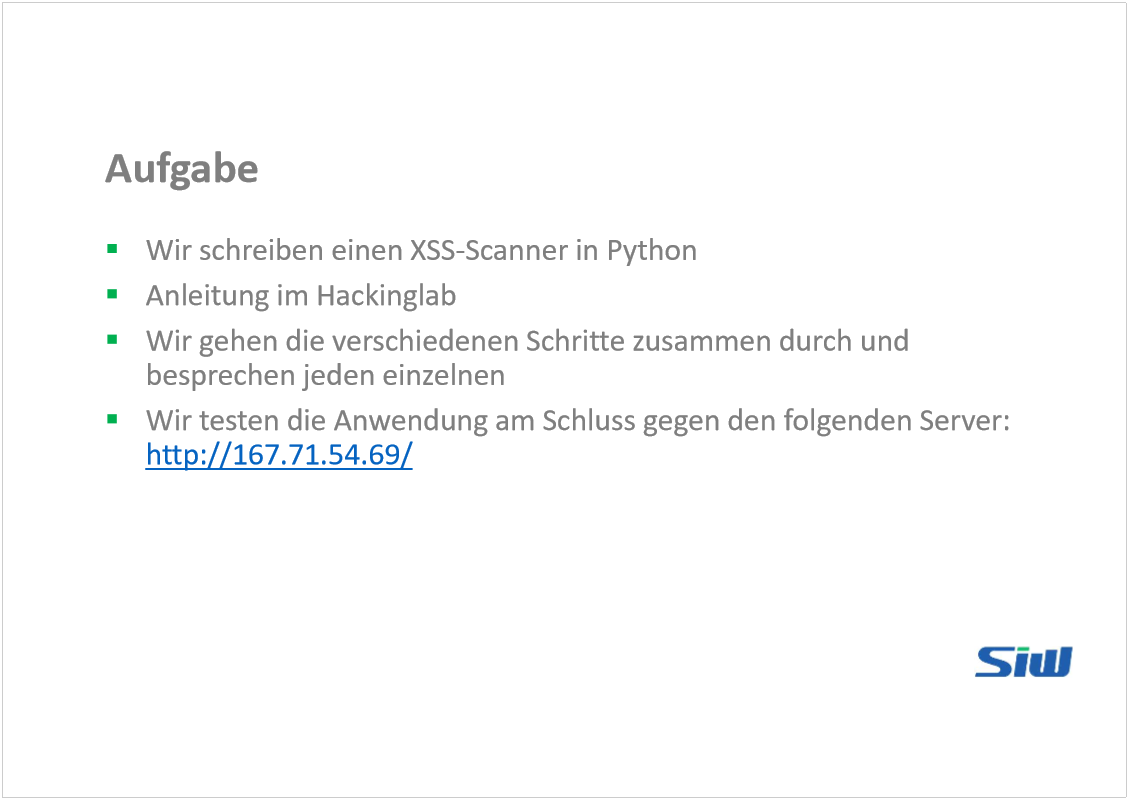 Aufgabe
Wir schreiben einen XSS-Scanner in Python
Anleitung im Hackinglab
Wir gehen die verschiedenen Schritte zusammen durch und
besprechen jeden einzelnen
Wir testen die Anwendung am Schluss gegen den folgenden Server:
http://167.71.54.69/
SiW